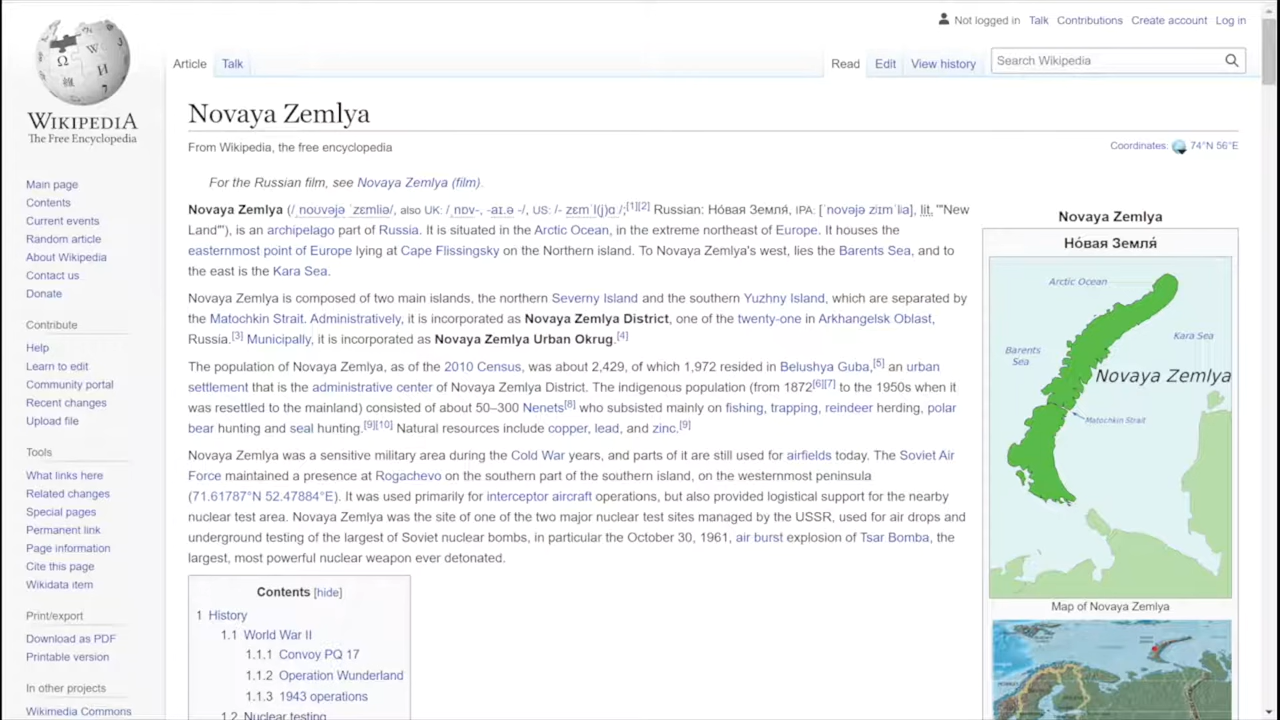 Not logged in Talk Contributions Create account Log in
Article Talk Read Edit View history Search Wikipedia
WIKIPEDIA
The Free Encyclopedia
Main page
Contents
Current events
Random article
About Wikipedia
Contact us
Donate
Contribute
Help
Learn to edit
Community portal
Recent changes
Upload file
Tools
What links here
Related changes
Special pages
Permanent link
Page information
Cite this page
Wikidata item
Print/export
Download as PDF
Printable version
In other projects
Wikimedia Commons
Novaya Zemlya
From Wikipedia, the free encyclopedia
Coordinates: 74°N 56°E
For the Russian film, see Novaya Zemlya (film).
Novaya Zemlya (/ˌnoʊvəjə ˈzɛmliə/, also UK: /ˌnɒv-, -aɪ.ə -/, US: /- zɛmˈl(j)ɑ /;[1][2] Russian: Но́вая Земля́, IPA: [ˈnovəjə zɪmˈlʲa], lit. '"New
Land"'), is an archipelago part of Russia. It is situated in the Arctic Ocean, in the extreme northeast of Europe. It houses the
easternmost point of Europe lying at Cape Flissingsky on the Northern island. To Novaya Zemlya's west, lies the Barents Sea, and to
the east is the Kara Sea.
Novaya Zemlya is composed of two main islands, the northern Severny Island and the southern Yuzhny Island, which are separated by
the Matochkin Strait. Administratively, it is incorporated as Novaya Zemlya District, one of the twenty-one in Arkhangelsk Oblast,
Russia.[3] Municipally, it is incorporated as Novaya Zemlya Urban Okrug.[4]
The population of Novaya Zemlya, as of the 2010 Census, was about 2,429, of which 1,972 resided in Belushya Guba,[5] an urban
settlement that is the administrative center of Novaya Zemlya District. The indigenous population (from 1872[6][7] to the 1950s when it
was resettled to the mainland) consisted of about 50–300 Nenets[8] who subsisted mainly on fishing, trapping, reindeer herding, polar
bear hunting and seal hunting.[9][10] Natural resources include copper, lead, and zinc.[9]
Novaya Zemlya was a sensitive military area during the Cold War years, and parts of it are still used for airfields today. The Soviet Air
Force maintained a presence at Rogachevo on the southern part of the southern island, on the westernmost peninsula
(71.61787°N 52.47884°E). It was used primarily for interceptor aircraft operations, but also provided logistical support for the nearby
nuclear test area. Novaya Zemlya was the site of one of the two major nuclear test sites managed by the USSR, used for air drops and
underground testing of the largest of Soviet nuclear bombs, in particular the October 30, 1961, air burst explosion of Tsar Bomba, the
largest, most powerful nuclear weapon ever detonated.
Contents [hide]
1 History
1.1 World War II
1.1.1 Convoy PQ 17
1.1.2 Operation Wunderland
1.1.3 1943 operations
1.2 Nuclear testing
Novaya Zemlya
Но́вая Земля́
Arctic Ocean
Kara Sea
Barents
Sea
Novaya Zemlya
Matochkin Strait
Map of Novaya Zemlya